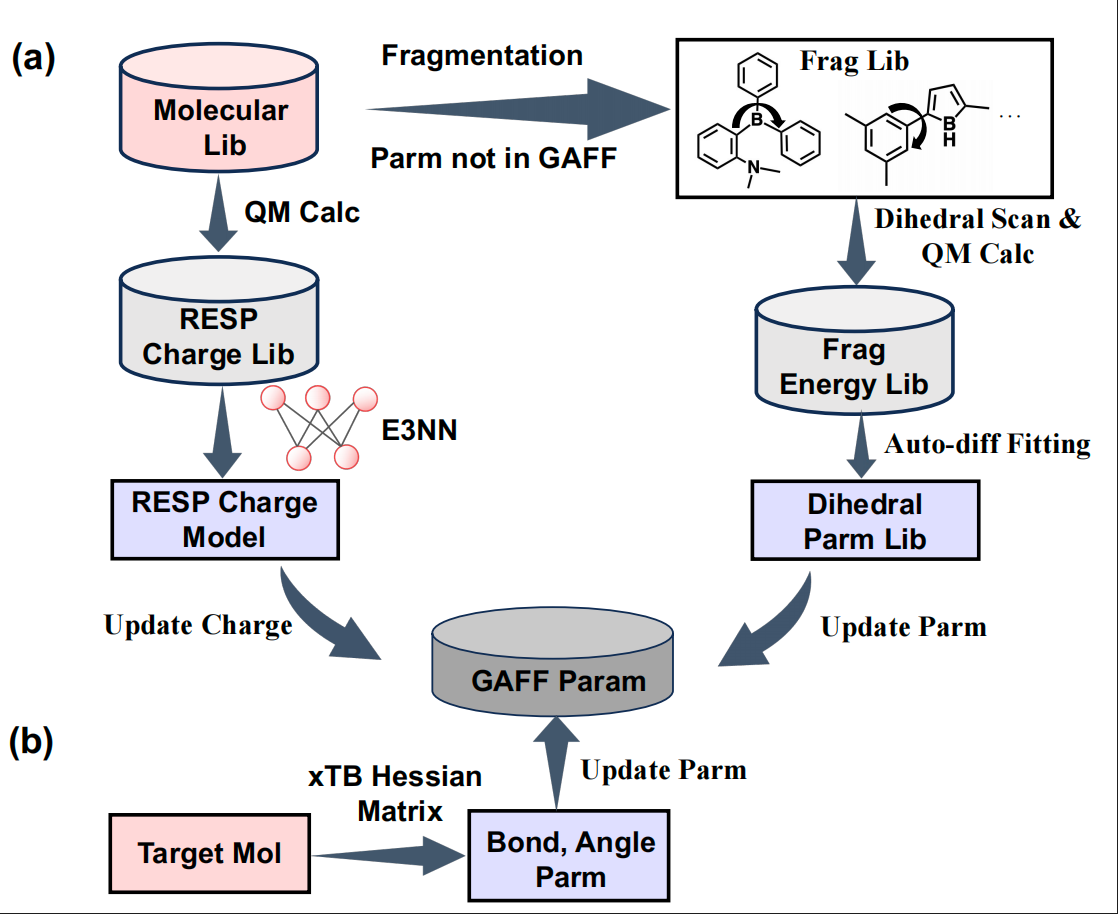 (a)
Molecular
Lib
Fragmentation
Parm not in GAFF
Frag Lib
B
N
B
H
...
QM Calc
Dihedral Scan &
QM Calc
RESP
Charge Lib
Frag
Energy Lib
E3NN
Auto-diff Fitting
RESP Charge
Model
Dihedral
Parm Lib
Update Charge
Update Parm
GAFF Param
(b)
xTB Hessian
Matrix
Update Parm
Target Mol
Bond, Angle
Parm